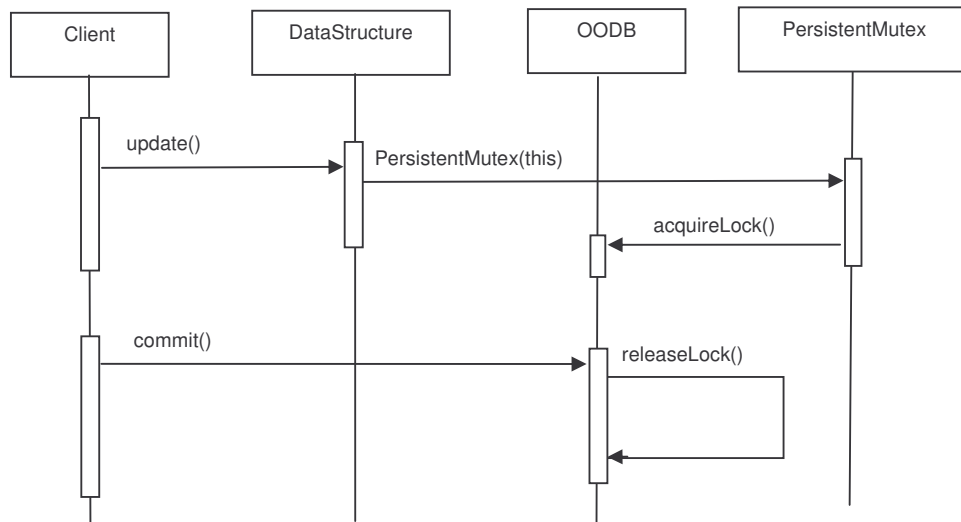 Client
DataStructure
OODB
PersistentMutex
update()
PersistentMutex(this)
acquireLock()
commit()
releaseLock()